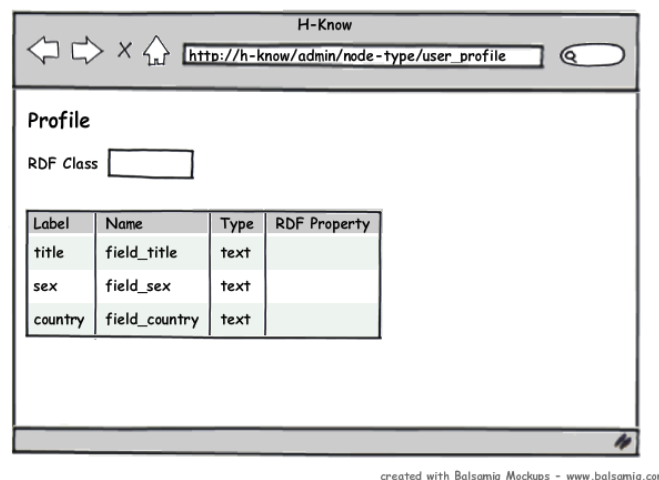 H-Know
http://h-know/admin/node-type/user_profile
Profile
RDF Class
Label Name Type RDF Property
title field_title text
sex field_sex text
country field_country text
created with Balsamiq Mockups - www.balsamiq.com